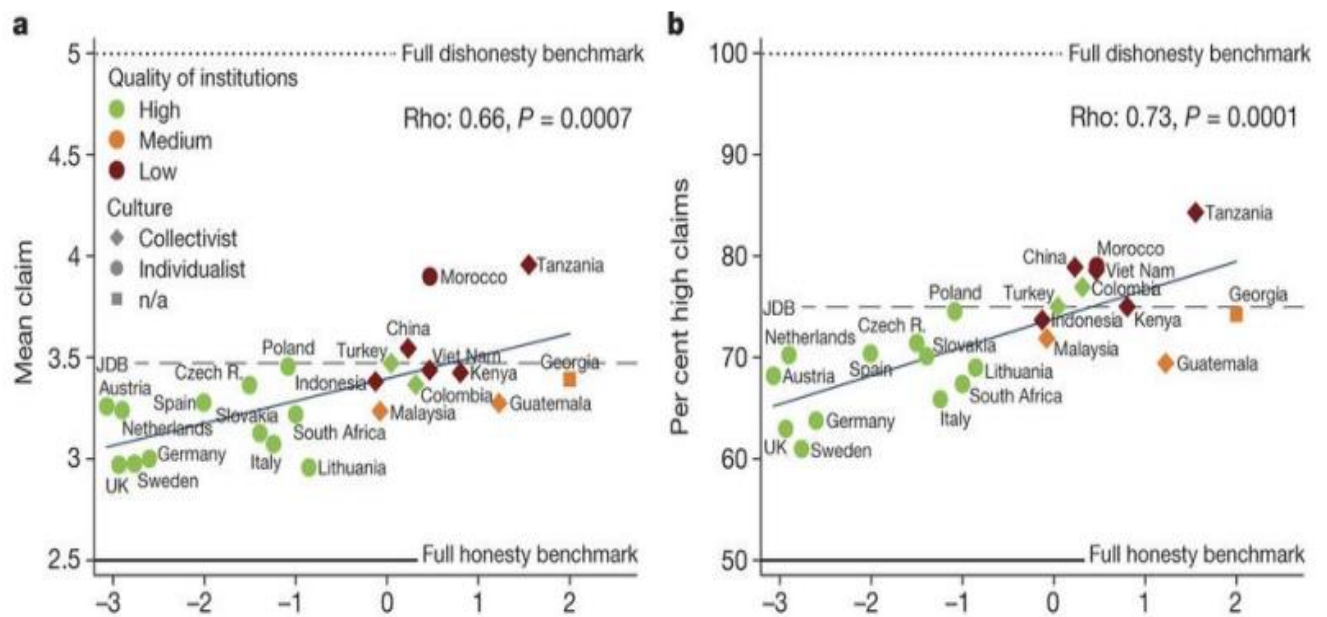 a
5
Full dishonesty benchmark
Quality of institutions
High
Medium
Low
Rho: 0.66, P = 0.0007
4.5
Culture
Collectivist
Individualist
n/a
4
Mean claim
Morocco
Tanzania
China
Poland
Turkey
Viet Nam
Georgia
3.5
JDB
Czech R.
Indonesia
Kenya
Austria
Spain
Slovakia
Colombia
Netherlands
Malaysia
Guatemala
South Africa
Germany
Italy
Lithuania
3
UK
Sweden
Full honesty benchmark
2.5
−3
−2
−1
0
1
2
b
100
Full dishonesty benchmark
Rho: 0.73, P = 0.0001
90
Per cent high claims
Tanzania
80
China
Morocco
Viet Nam
Poland
Turkey
Colombia
Georgia
JDB
Netherlands
Czech R.
Indonesia
Kenya
Slovakia
Malaysia
70
Austria
Spain
Lithuania
Guatemala
South Africa
Germany
Italy
UK
Sweden
60
Full honesty benchmark
50
−3
−2
−1
0
1
2